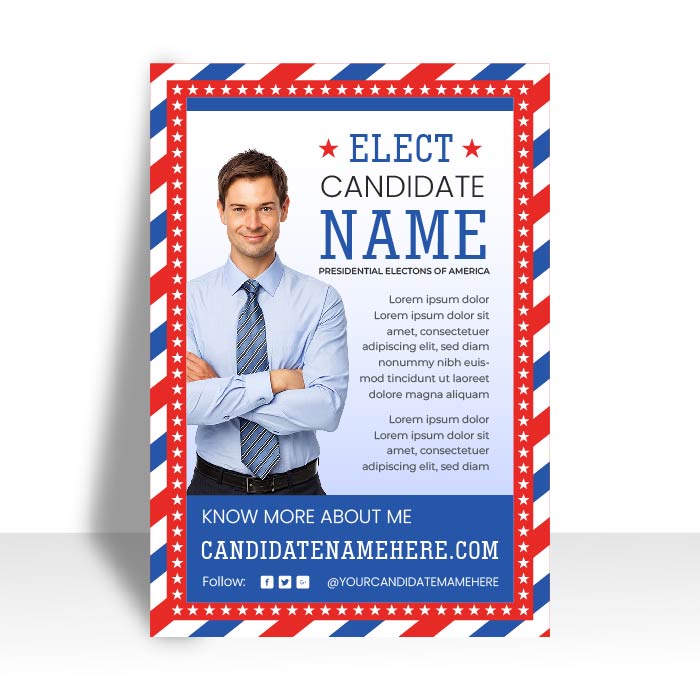 ELECT
CANDIDATE
NAME
PRESIDENTIAL ELECTONS OF AMERICA
Lorem ipsum dolor
Lorem ipsum dolor sit
amet, consectetuer
adipiscing elit, sed diam
nonummy nibh euis-
mod tincidunt ut laoreet
dolore magna aliquam
Lorem ipsum dolor
Lorem ipsum dolor sit
amet, consectetuer
adipiscing elit, sed diam
KNOW MORE ABOUT ME
CANDIDATENAMEHERE.COM
Follow: @YOURCANDIDATEMAMEHERE